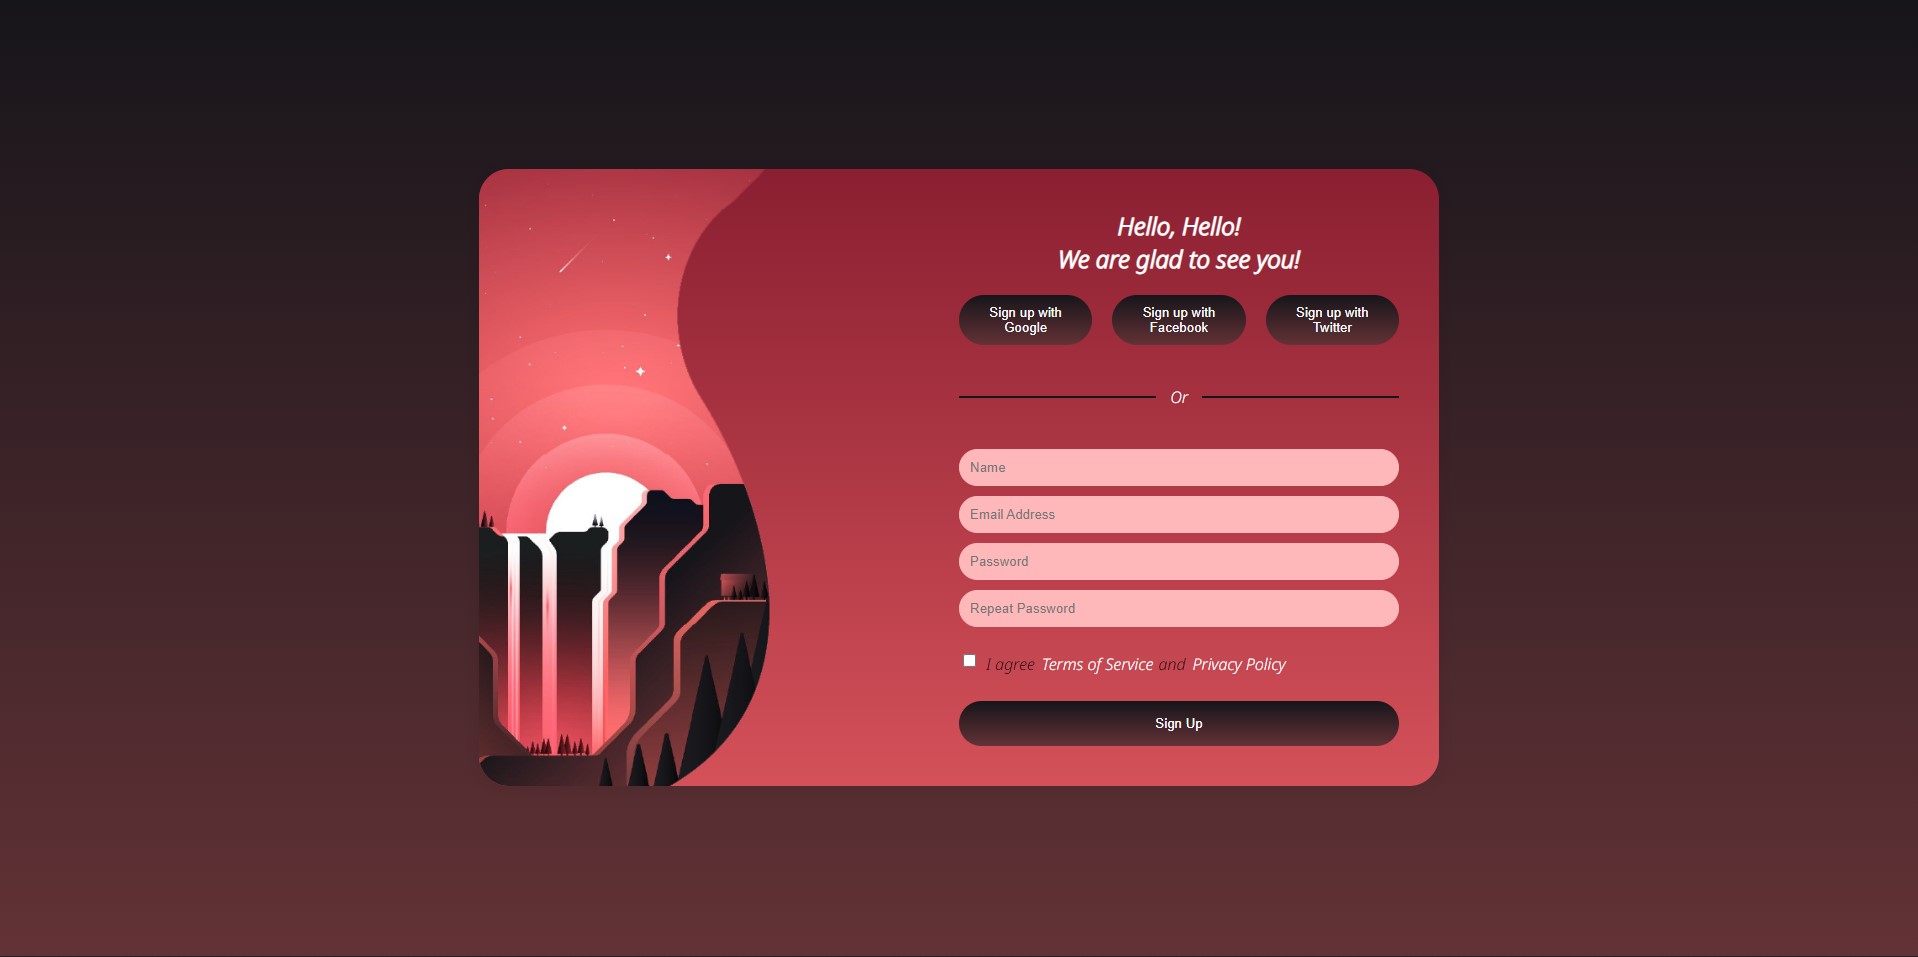 Hello, Hello!
We are glad to see you!
Sign up with
Google
Sign up with
Facebook
Sign up with
Twitter
Or
Name
Email Address
Password
Repeat Password
I agree Terms of Service and Privacy Policy
Sign Up